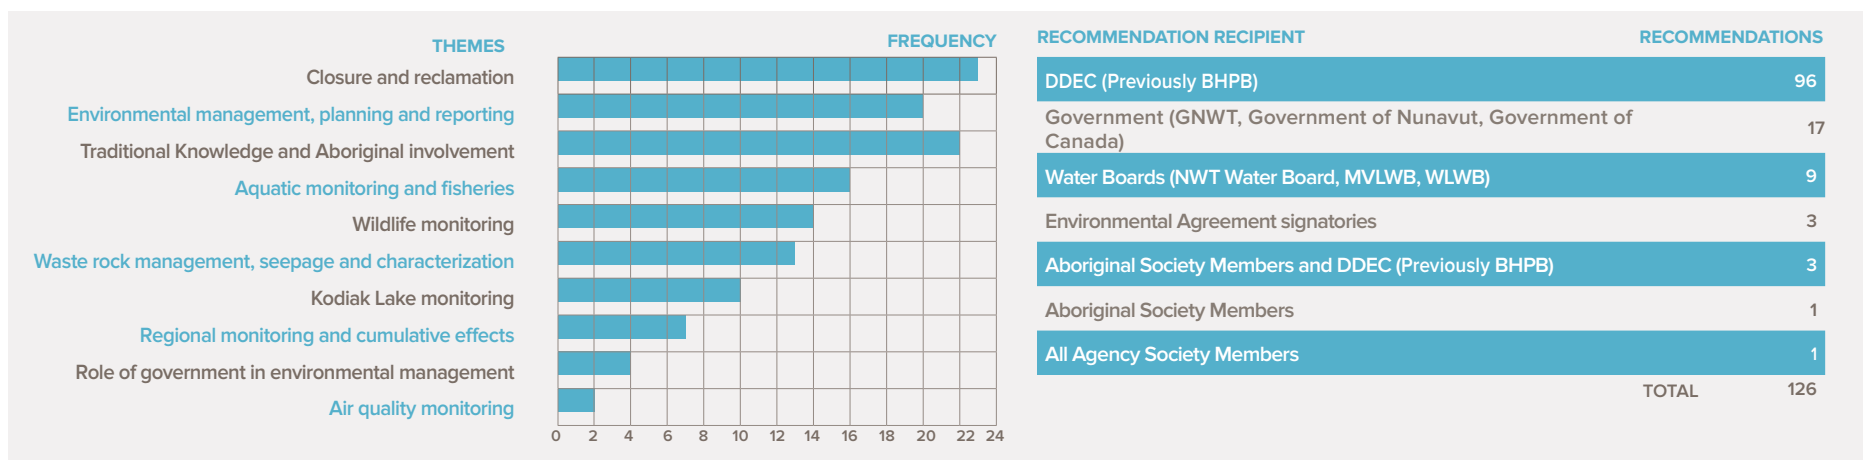 THEMES
FREQUENCY
Closure and reclamation
Environmental management, planning and reporting
Traditional Knowledge and Aboriginal involvement
Aquatic monitoring and fisheries
Wildlife monitoring
Waste rock management, seepage and characterization
Kodiak Lake monitoring
Regional monitoring and cumulative effects
Role of government in environmental management
Air quality monitoring
0 2 4 6 8 10 12 14 16 18 20 22 24
RECOMMENDATION RECIPIENT RECOMMENDATIONS
DDEC (Previously BHPB) 96
Government (GNWT, Government of Nunavut, Government of
Canada) 17
Water Boards (NWT Water Board, MVLWB, WLWB) 9
Environmental Agreement signatories 3
Aboriginal Society Members and DDEC (Previously BHPB) 3
Aboriginal Society Members 1
All Agency Society Members 1
TOTAL 126